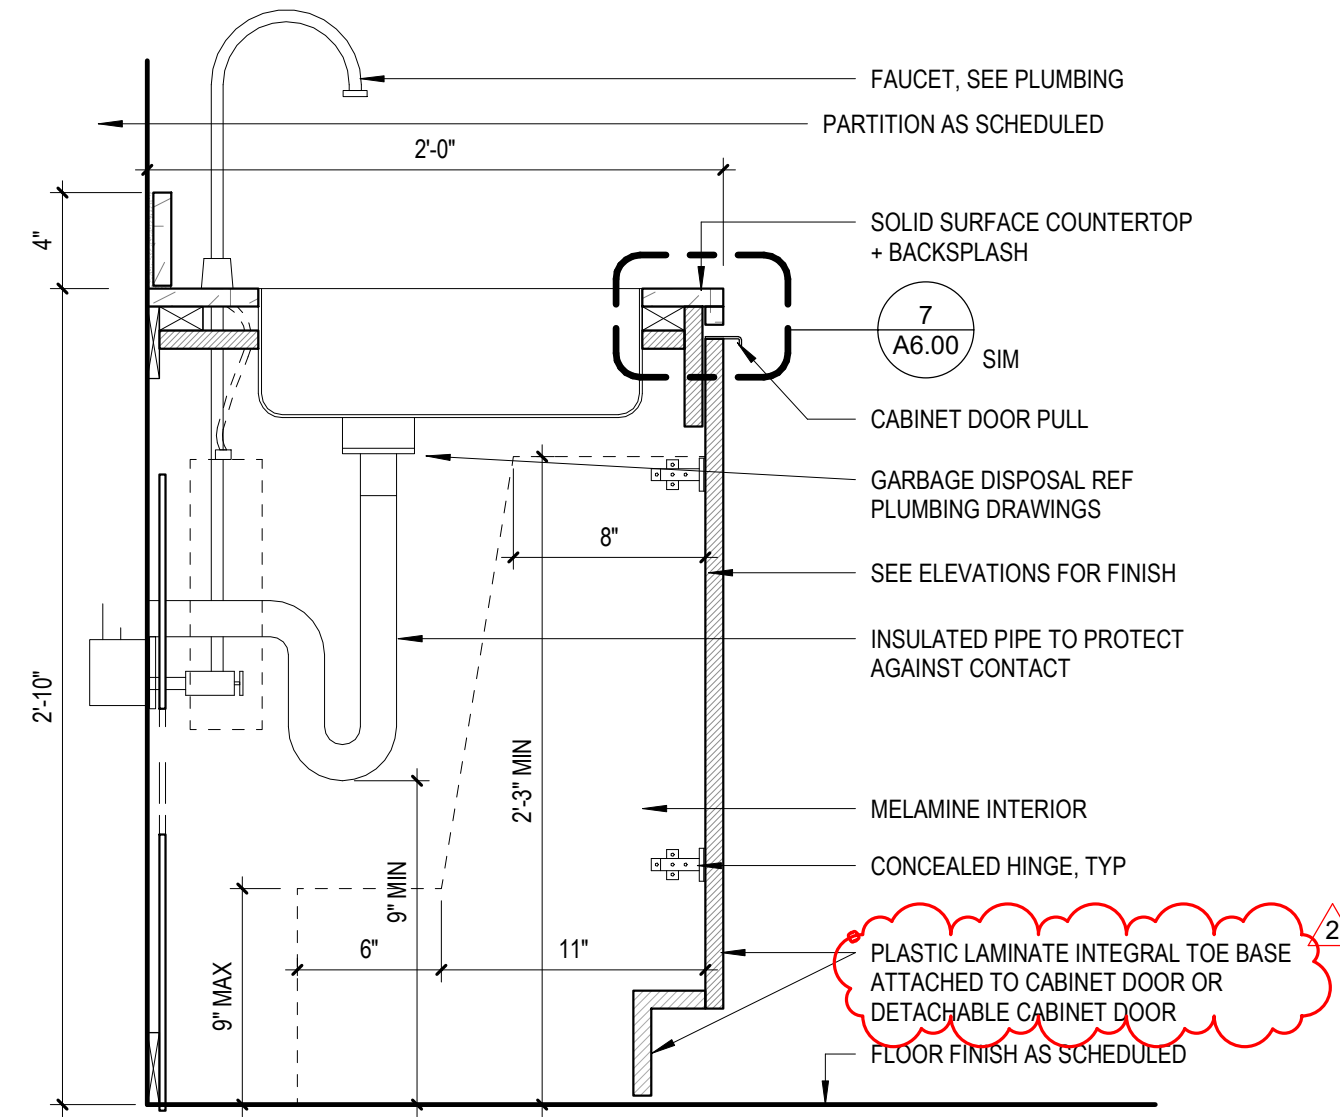 FAUCET, SEE PLUMBING
PARTITION AS SCHEDULED
2'-0"
4"
SOLID SURFACE COUNTERTOP
+ BACKSPLASH
7
A6.00
SIM
CABINET DOOR PULL
GARBAGE DISPOSAL REF
PLUMBING DRAWINGS
8"
SEE ELEVATIONS FOR FINISH
INSULATED PIPE TO PROTECT
AGAINST CONTACT
2'-10"
2'-3" MIN
MELAMINE INTERIOR
CONCEALED HINGE, TYP
9" MIN
6"
11"
9" MAX
2
PLASTIC LAMINATE INTEGRAL TOE BASE
ATTACHED TO CABINET DOOR OR
DETACHABLE CABINET DOOR
FLOOR FINISH AS SCHEDULED